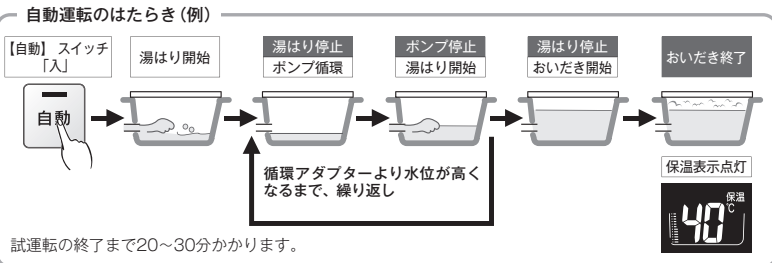 自動運転のはたらき（例）
【自動】スイッチ
「入」
自動
湯はり開始
湯はり停止
ポンプ循環
ポンプ停止
湯はり開始
湯はり停止
おいだき開始
おいだき終了
循環アダプターより水位が高く
なるまで、繰り返し
保温表示点灯
保温
40℃
試運転の終了まで20〜30分かかります。